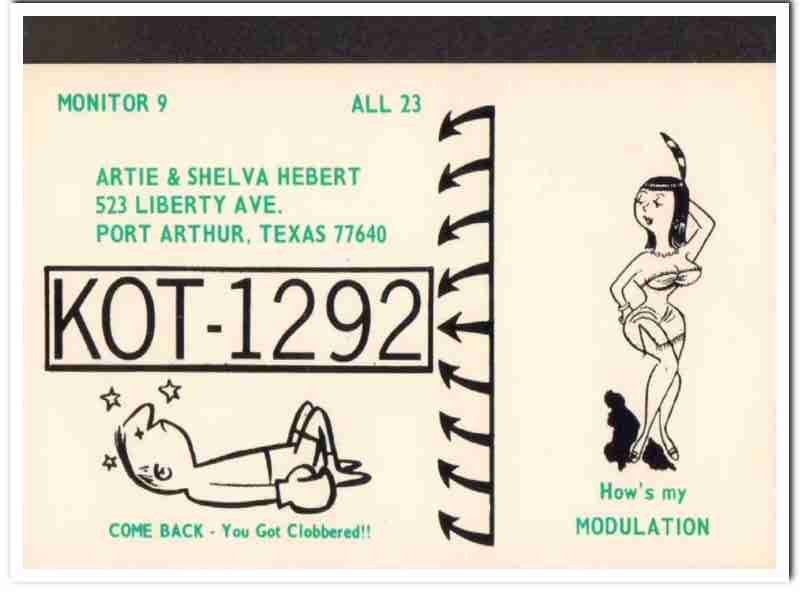 MONITOR 9 ALL 23
ARTIE & SHELVA HEBERT
523 LIBERTY AVE.
PORT ARTHUR, TEXAS 77640
KOT-1292
COME BACK - You Got Clobbered!!
How's my
MODULATION